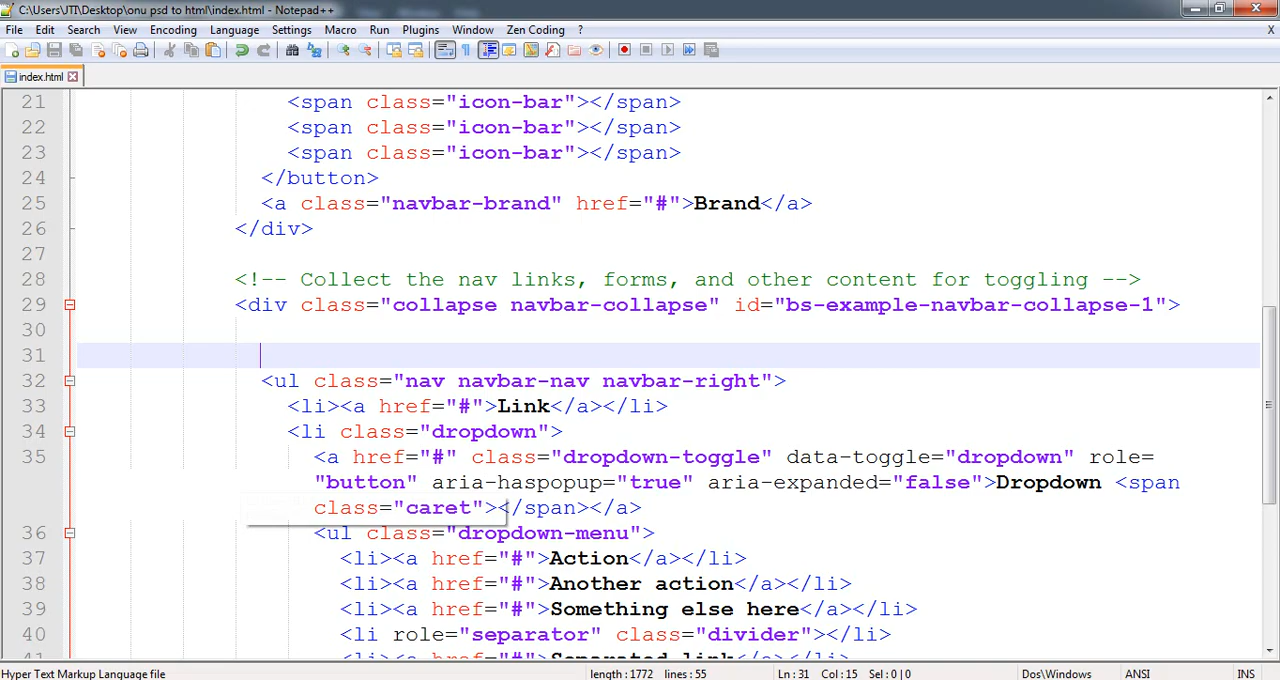 C:\Users\JTI\Desktop\onu psd to html\index.html - Notepad++
File Edit Search View Encoding Language Settings Macro Run Plugins Window Zen Coding ? X
index.html
21 <span class="icon-bar"></span>
22 <span class="icon-bar"></span>
23 <span class="icon-bar"></span>
24 </button>
25 <a class="navbar-brand" href="#">Brand</a>
26 </div>
27
28 <!-- Collect the nav links, forms, and other content for toggling -->
29 <div class="collapse navbar-collapse" id="bs-example-navbar-collapse-1">
30
31
32 <ul class="nav navbar-nav navbar-right">
33 <li><a href="#">Link</a></li>
34 <li class="dropdown">
35 <a href="#" class="dropdown-toggle" data-toggle="dropdown" role=
"button" aria-haspopup="true" aria-expanded="false">Dropdown <span
class="caret"></span></a>
36 <ul class="dropdown-menu">
37 <li><a href="#">Action</a></li>
38 <li><a href="#">Another action</a></li>
39 <li><a href="#">Something else here</a></li>
40 <li role="separator" class="divider"></li>
41 <li><a href="#">Separated link</a></li>
Hyper Text Markup Language file length : 1772 lines : 55 Ln : 31 Col : 15 Sel : 0 | 0 Dos\Windows ANSI INS